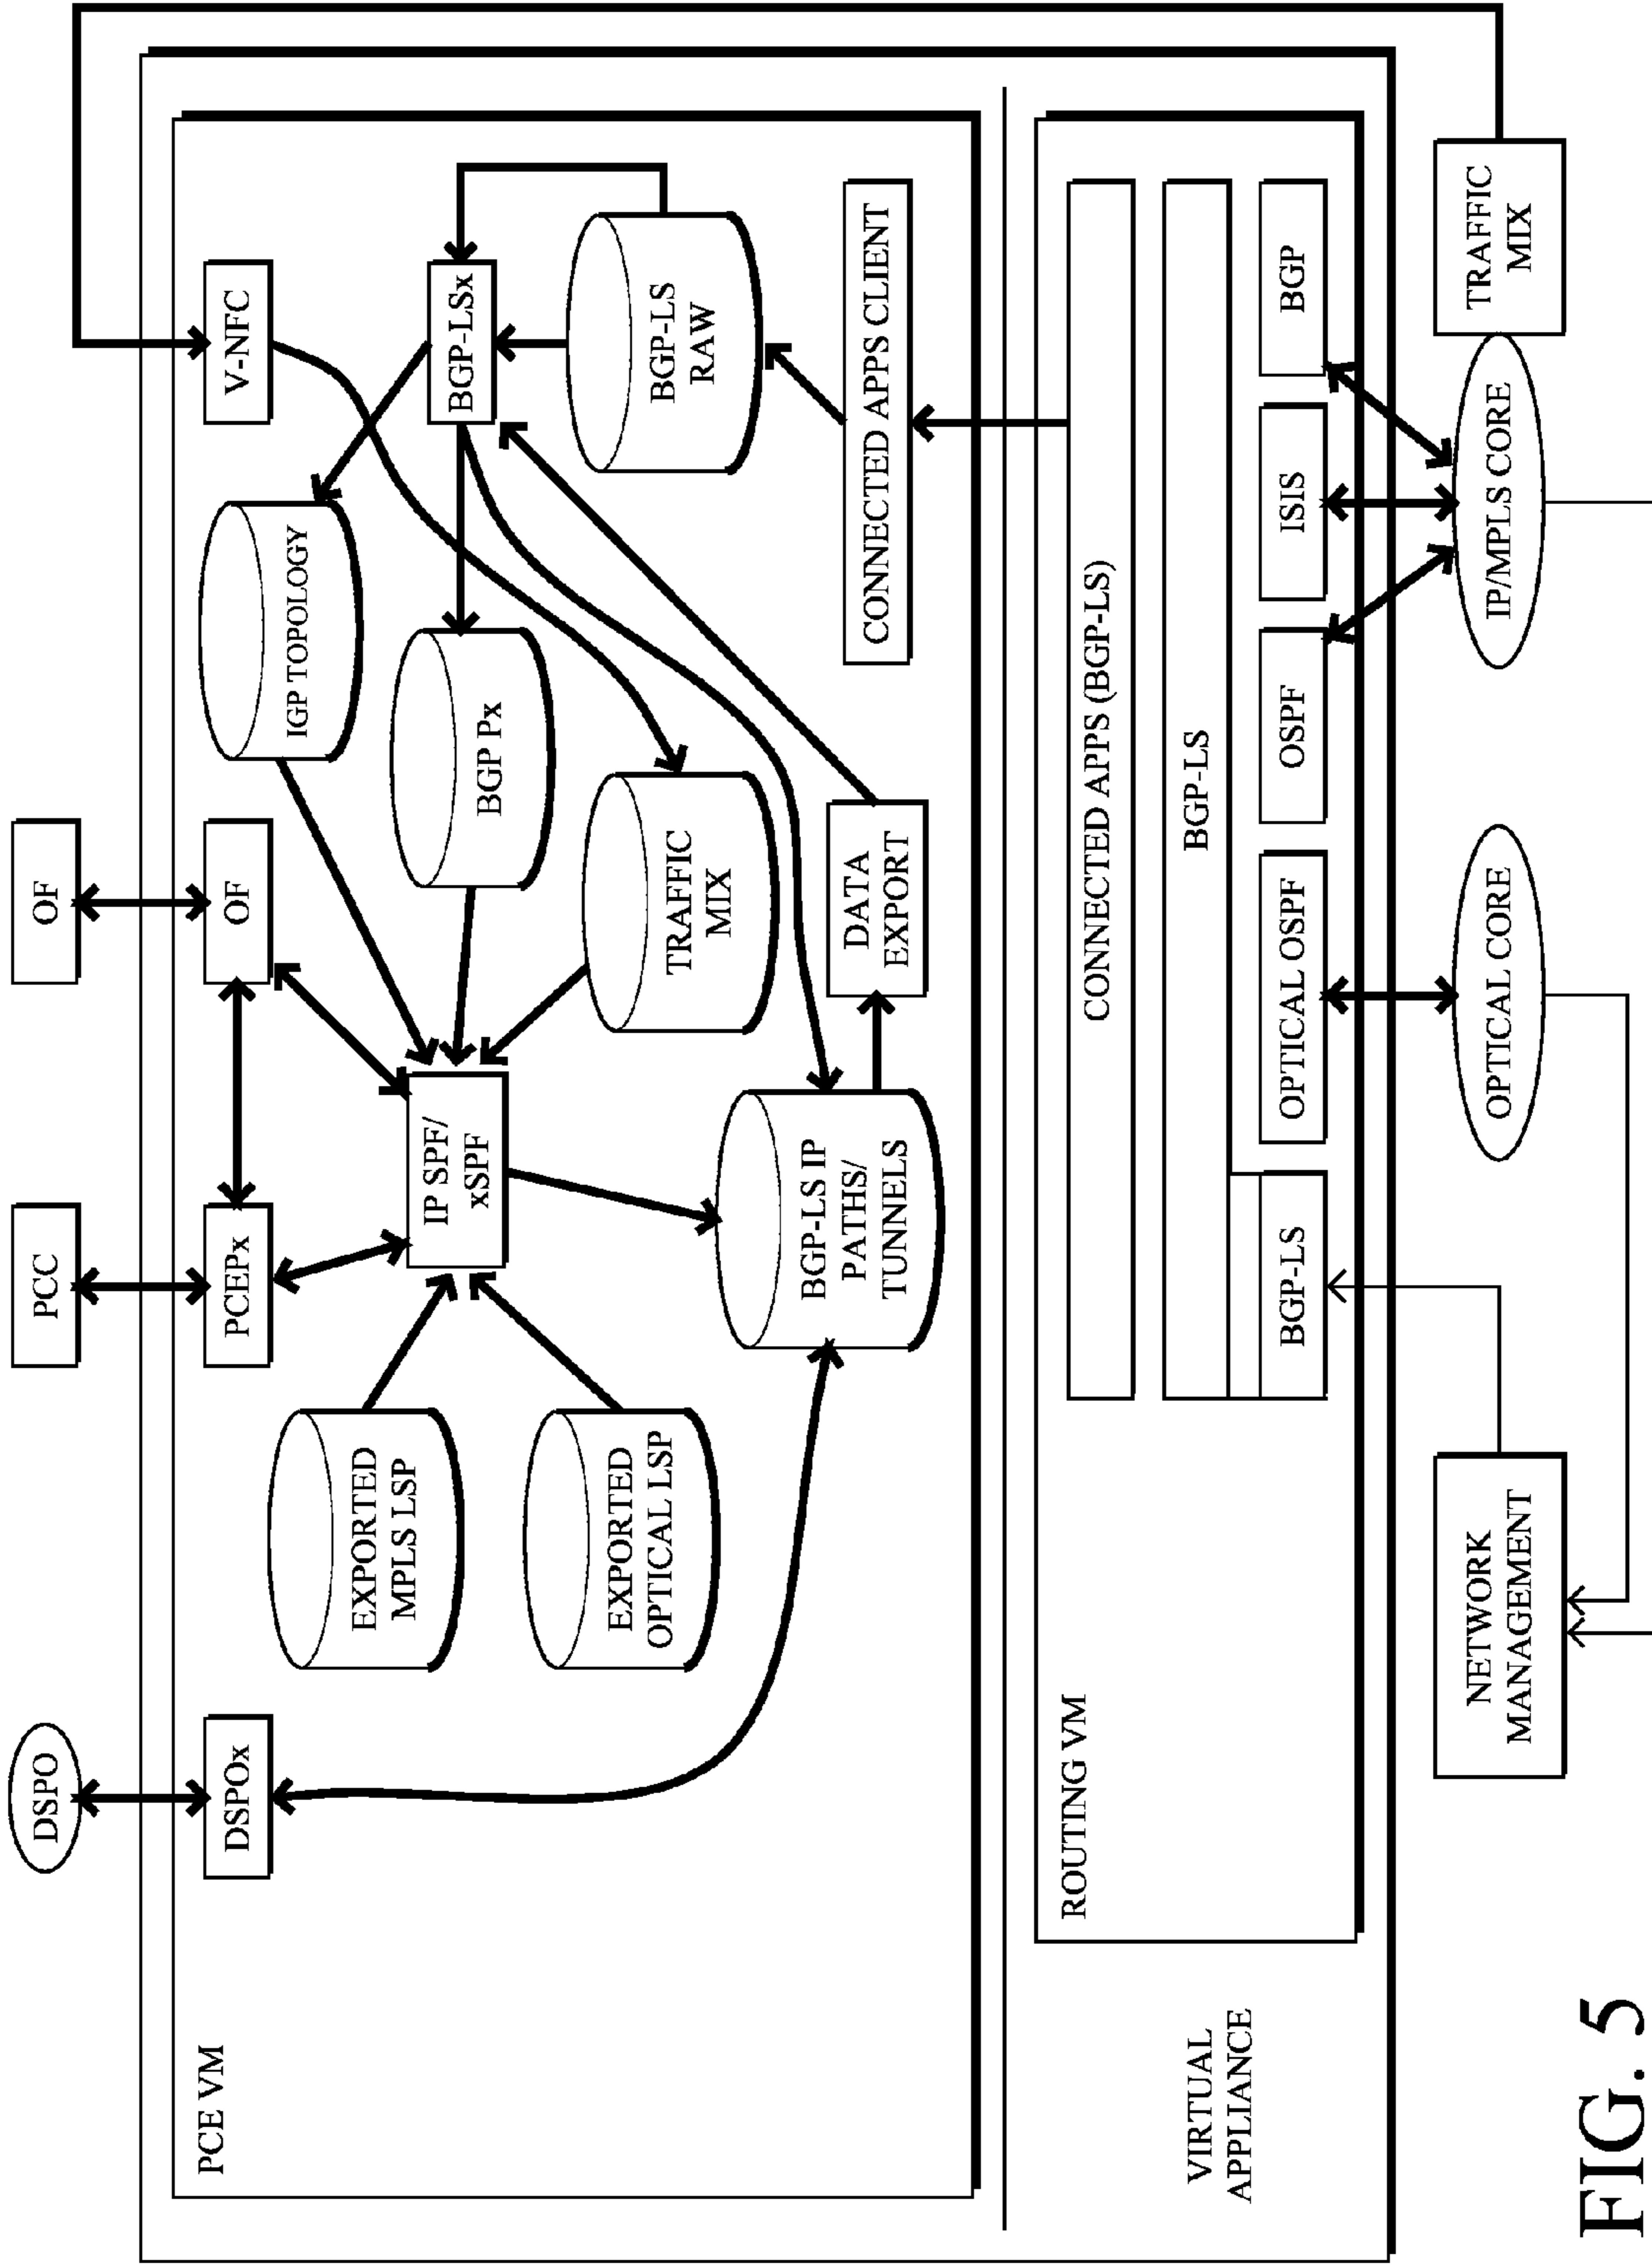 DSPO
PCC
OF
OF
PCE VM
DSPOx
PCEPx
OF
V-NFC
EXPORTED
MPLS LSP
IGP TOPOLOGY
IP SPF/
xSPF
BGP Px
BGP-LSx
EXPORTED
OPTICAL LSP
TRAFFIC
MIX
BGP-LS
RAW
BGP-LS IP
PATHS/
TUNNELS
DATA
EXPORT
CONNECTED APPS CLIENT
ROUTING VM
CONNECTED APPS (BGP-LS)
BGP-LS
VIRTUAL
APPLIANCE
BGP-LS
OPTICAL OSPF
OSPF
ISIS
BGP
NETWORK
MANAGEMENT
OPTICAL CORE
IP/MPLS CORE
TRAFFIC
MIX
FIG. 5